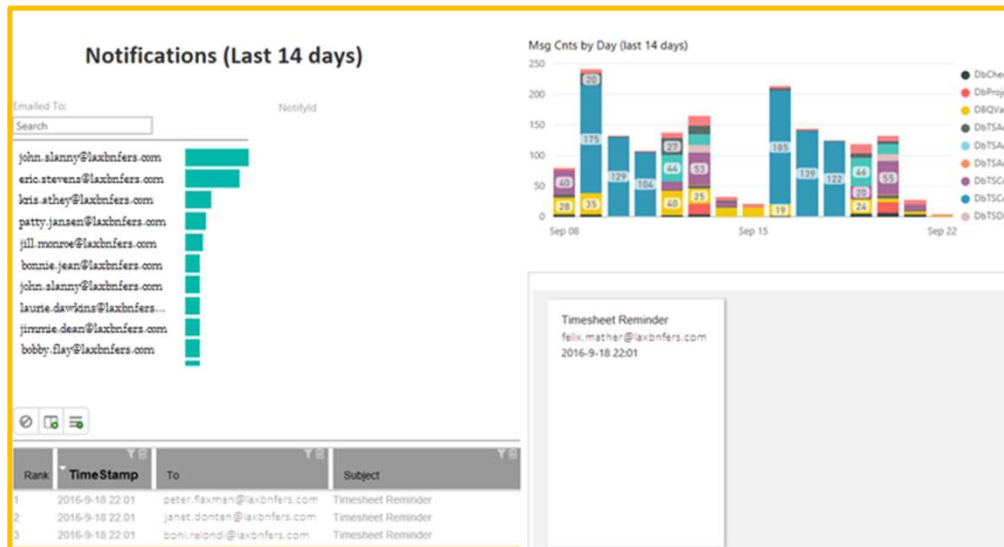 Notifications (Last 14 days)
Emailed To:
NotifyId
Search
john.slanny@laxbnfers.com
eric.stevens@laxbnfers.com
kris.athey@laxbnfers.com
patty.jansen@laxbnfers.com
jill.monroe@laxbnfers.com
bonnie.jean@laxbnfers.com
john.slanny@laxbnfers.com
laurie.dawkins@laxbnfers...
jimmie.dean@laxbnfers.com
bobby.flay@laxbnfers.com
Msg Cnts by Day (last 14 days)
250
200
150
100
50
0
20
175
35
40
28
129
104
27
44
40
53
25
185
19
139
122
46
20
24
55
Sep 08
Sep 15
Sep 22
DbChe
DbProj
DBQVa
DbTSA
DbTSA
DbTSA
DbTSC
DbTSC
DbTSD
Timesheet Reminder
felix.mather@laxbnfers.com
2016-9-18 22:01
Rank TimeStamp To Subject
1 2016-9-18 22:01 peter.flaxman@laxbnfers.com Timesheet Reminder
2 2016-9-18 22:01 janet.donten@laxbnfers.com Timesheet Reminder
3 2016-9-18 22:01 boni.relondi@laxbnfers.com Timesheet Reminder